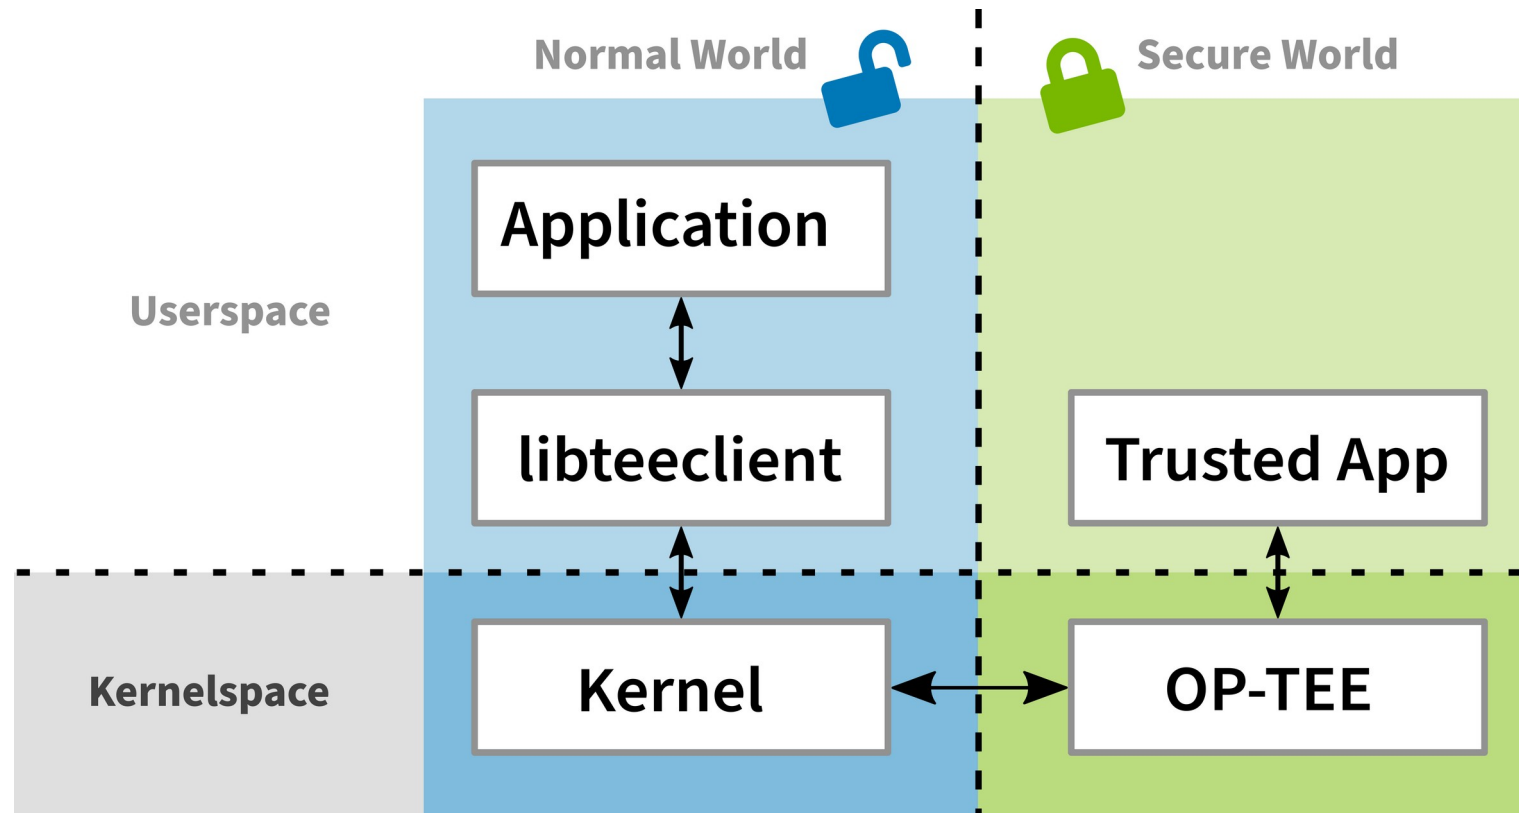 Normal World
Secure World
Application
Userspace
libteeclient
Trusted App
Kernelspace
Kernel
OP-TEE